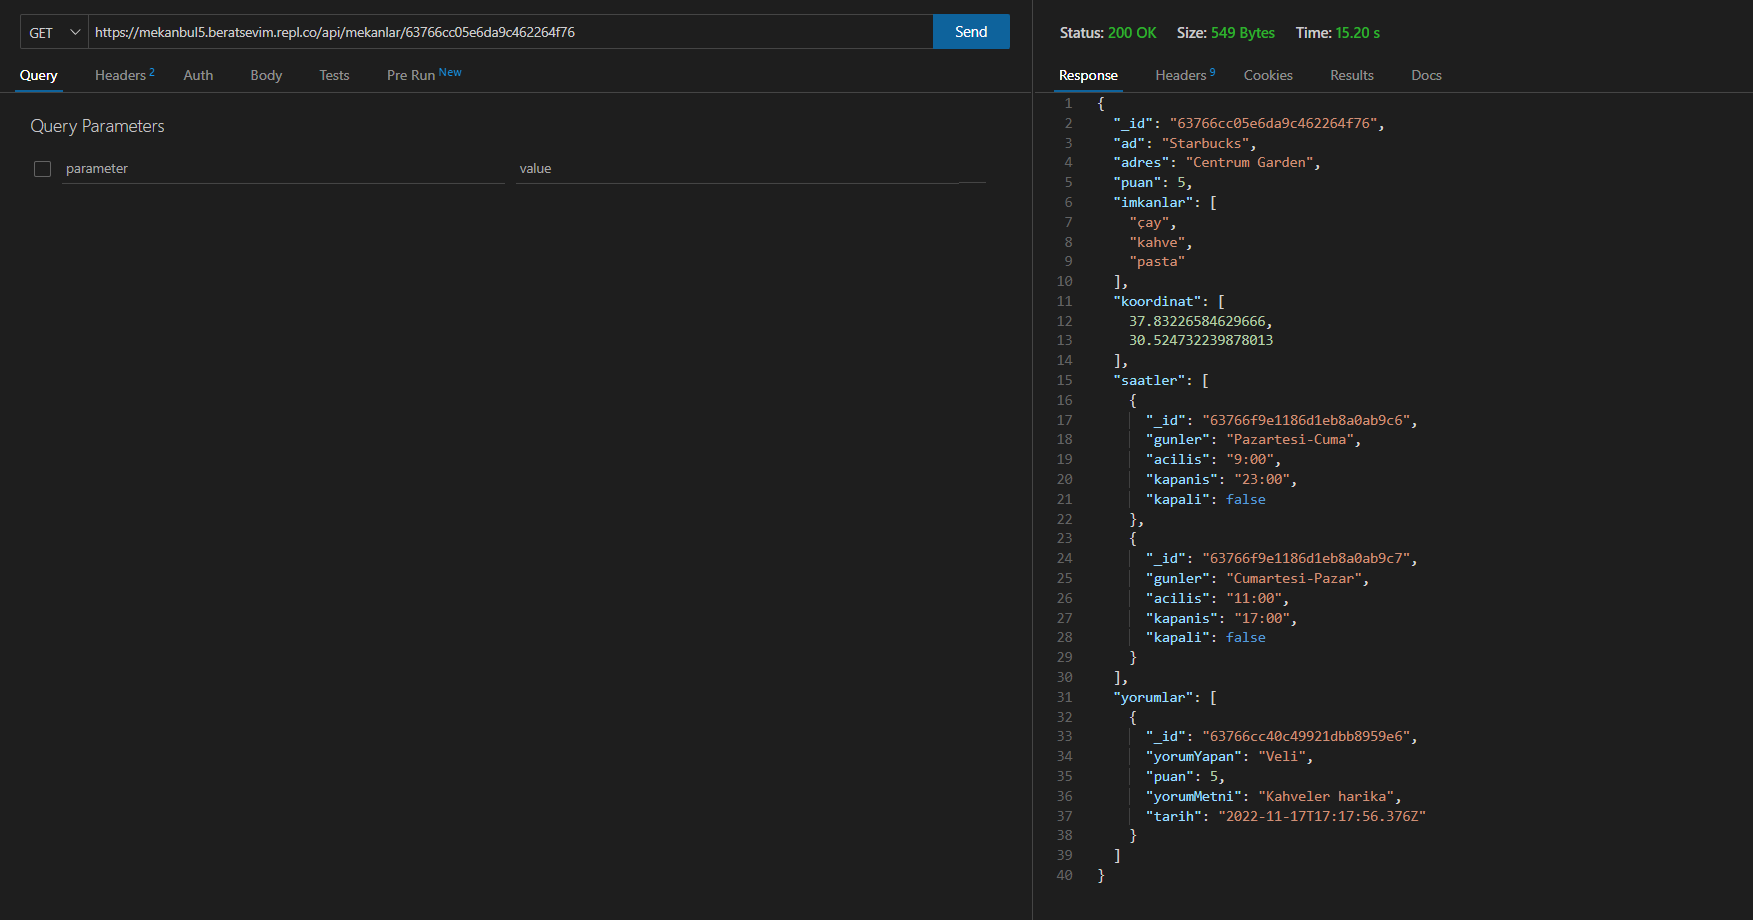 GET https://mekanbul5.beratsevim.repl.co/api/mekanlar/63766cc05e6da9c462264f76 Send
Query Headers 2 Auth Body Tests Pre Run New
Query Parameters
parameter value
Status: 200 OK Size: 549 Bytes Time: 15.20 s
Response Headers 9 Cookies Results Docs
1 {
2 "_id": "63766cc05e6da9c462264f76",
3 "ad": "Starbucks",
4 "adres": "Centrum Garden",
5 "puan": 5,
6 "imkanlar": [
7 "çay",
8 "kahve",
9 "pasta"
10 ],
11 "koordinat": [
12 37.83226584629666,
13 30.524732239878013
14 ],
15 "saatler": [
16 {
17 "_id": "63766f9e1186d1eb8a0ab9c6",
18 "gunler": "Pazartesi-Cuma",
19 "acilis": "9:00",
20 "kapanis": "23:00",
21 "kapali": false
22 },
23 {
24 "_id": "63766f9e1186d1eb8a0ab9c7",
25 "gunler": "Cumartesi-Pazar",
26 "acilis": "11:00",
27 "kapanis": "17:00",
28 "kapali": false
29 }
30 ],
31 "yorumlar": [
32 {
33 "_id": "63766cc40c49921dbb8959e6",
34 "yorumYapan": "Veli",
35 "puan": 5,
36 "yorumMetni": "Kahveler harika",
37 "tarih": "2022-11-17T17:17:56.376Z"
38 }
39 ]
40 }